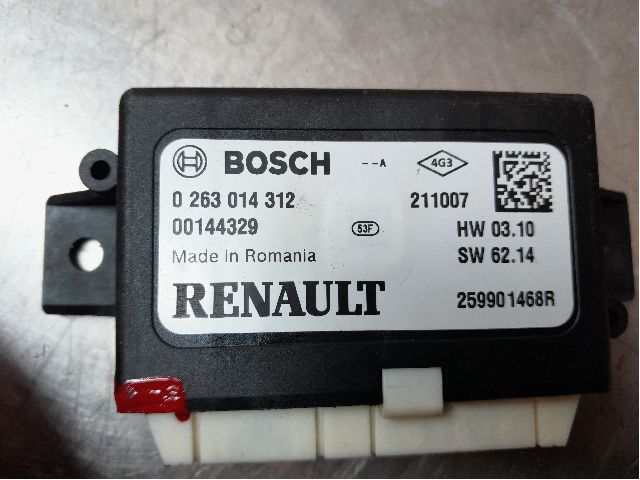 BOSCH --A 4G3
0 263 014 312 211007
00144329 53F HW 03.10
Made in Romania SW 62.14
RENAULT 259901468R